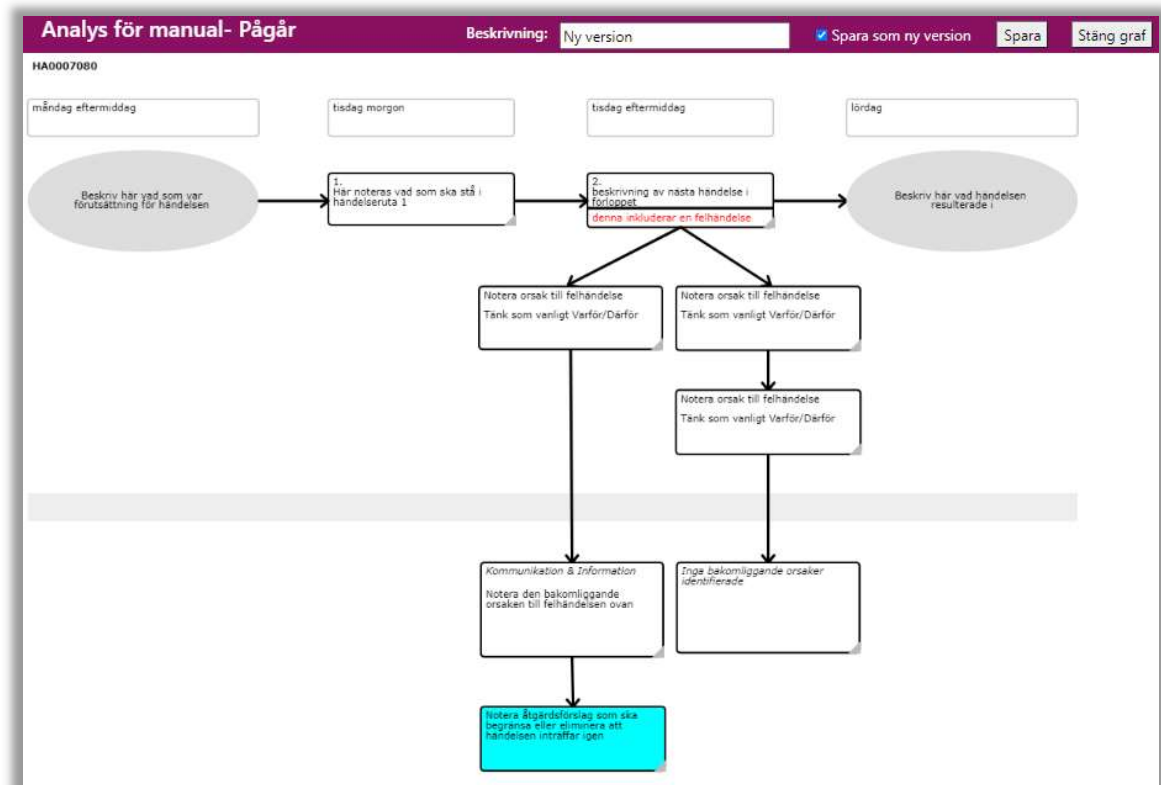 Analys för manual- Pågår
Beskrivning:
Ny version
Spara som ny version
Spara
Stäng graf
HA0007080
måndag eftermiddag
tisdag morgon
tisdag eftermiddag
lördag
Beskriv här vad som var
förutsättning för händelsen
1.
Här noteras vad som ska stå i
händelseruta 1
2.
beskrivning av nästa händelse i
förloppet
denna inkluderar en felhändelse
Beskriv här vad händelsen
resulterade i
Notera orsak till felhändelse
Tänk som vanligt Varför/Därför
Notera orsak till felhändelse
Tänk som vanligt Varför/Därför
Notera orsak till felhändelse
Tänk som vanligt Varför/Därför
Kommunikation & Information
Notera den bakomliggande
orsaken till felhändelsen ovan
Inga bakomliggande orsaker
identifierade
Notera åtgärdsförslag som ska
begränsa eller eliminera att
händelsen inträffar igen